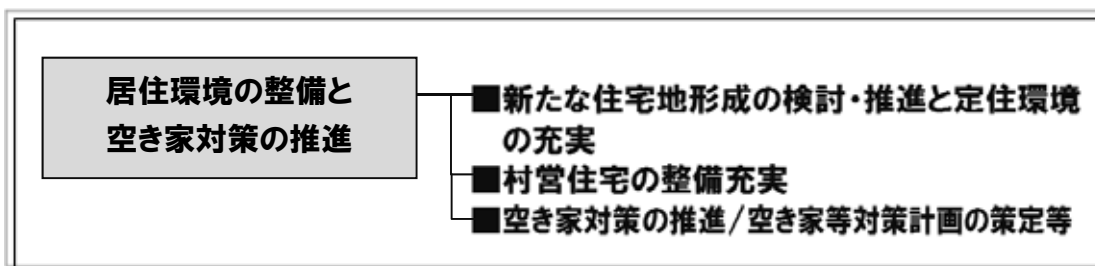 居住環境の整備と
空き家対策の推進
■新たな住宅地形成の検討・推進と定住環境
の充実
■村営住宅の整備充実
■空き家対策の推進/空き家等対策計画の策定等